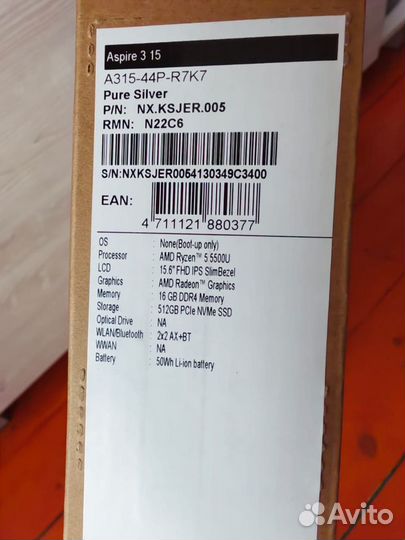 Aspire 3 15
A315-44P-R7K7
Pure Silver
P/N: NX.KSJER.005
RMN: N22C6
S/N:NXKSJER0054130349C3400
EAN:
4 711121 880377
OS : None(Boot-up only)
Processor : AMD Ryzen™ 5 5500U
LCD : 15.6" FHD IPS SlimBezel
Graphics : AMD Radeon™ Graphics
Memory : 16 GB DDR4 Memory
Storage : 512GB PCIe NVMe SSD
Optical Drive : NA
WLAN/Bluetooth : 2x2 AX+BT
WWAN : NA
Battery : 50Wh Li-ion battery
Avito